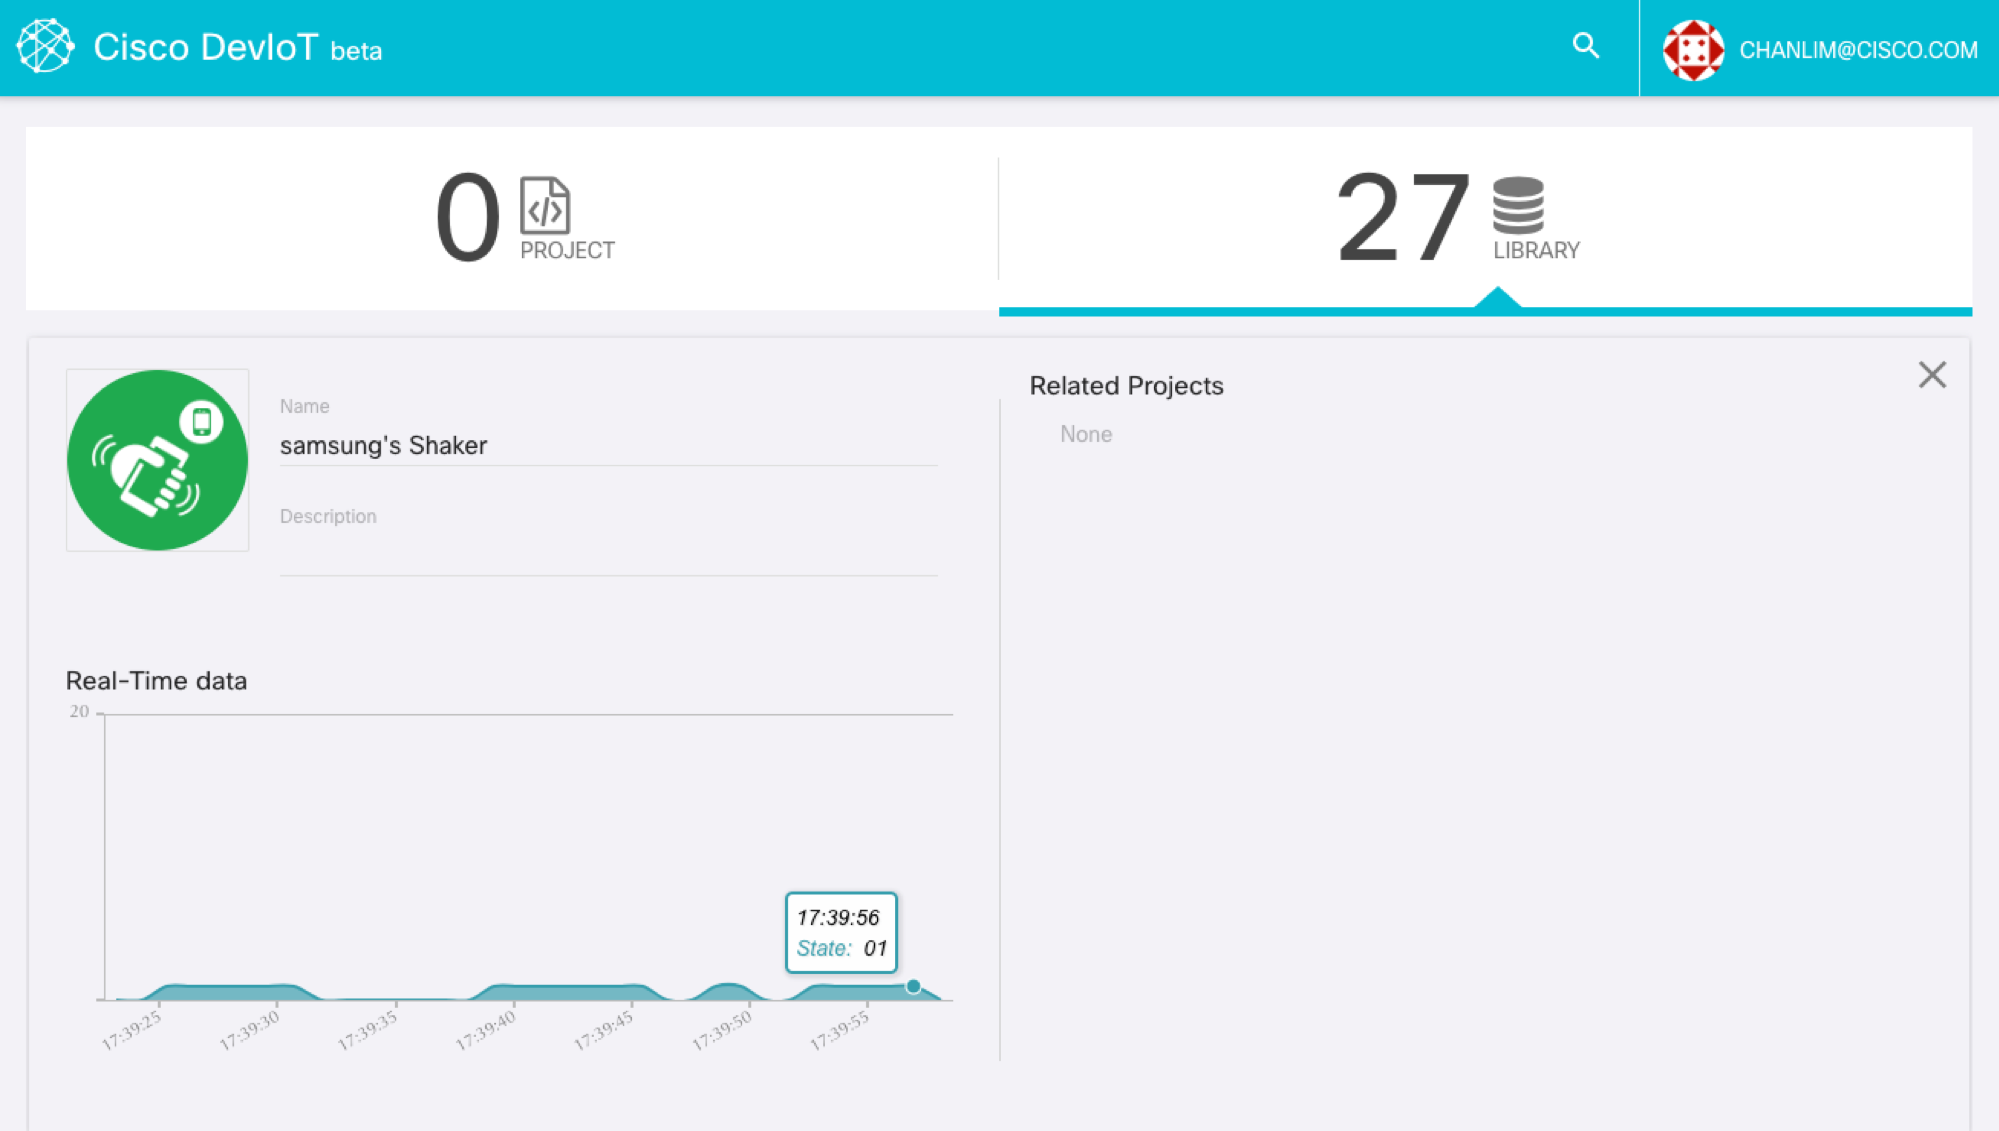 Cisco DevIoT beta
CHANLIM@CISCO.COM
0
PROJECT
27
LIBRARY
Name
samsung's Shaker
Description
Related Projects
None
Real-Time data
20
17:39:56
State: 01
17:39:25 17:39:30 17:39:35 17:39:40 17:39:45 17:39:50 17:39:55